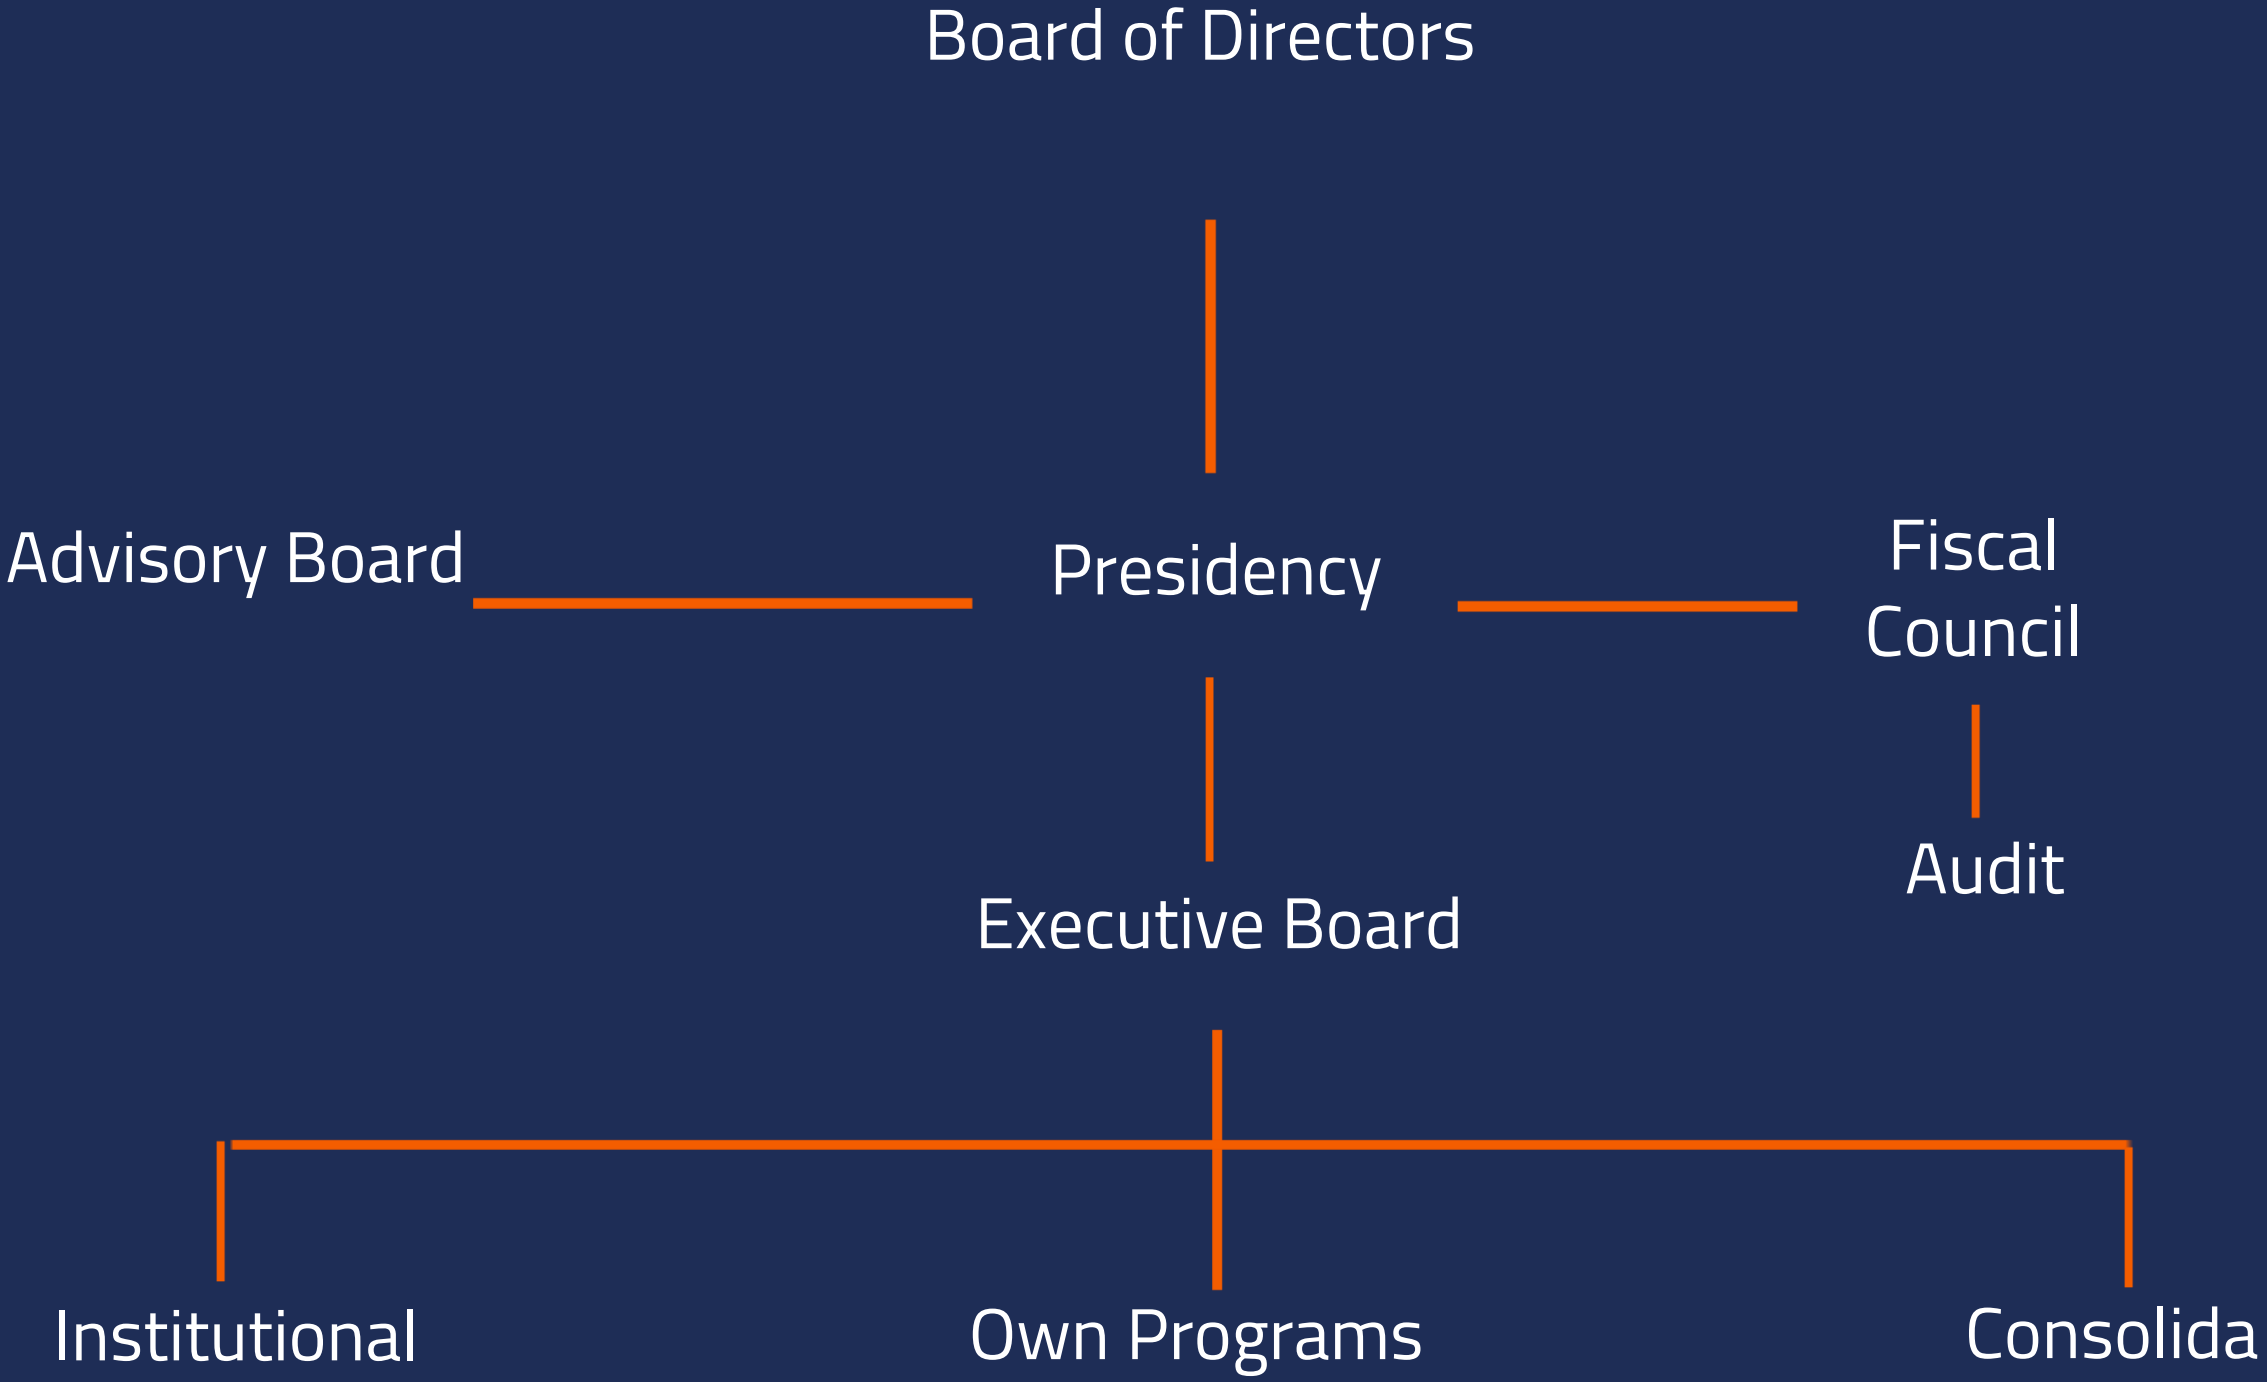 Board of Directors
Advisory Board
Presidency
Fiscal
Council
Audit
Executive Board
Institutional
Own Programs
Consolida